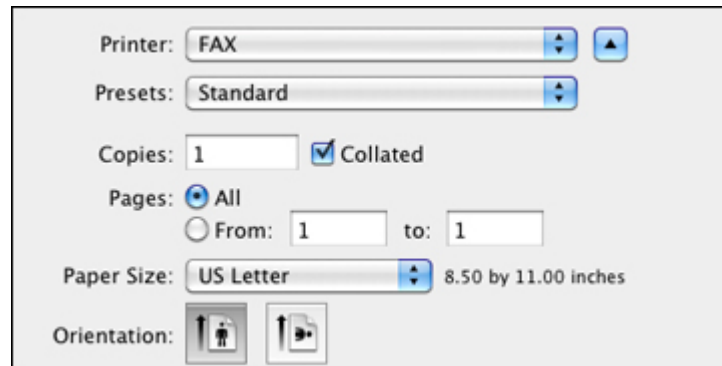 Printer: FAX
Presets: Standard
Copies: 1 Collated
Pages: All
From: 1 to: 1
Paper Size: US Letter 8.50 by 11.00 inches
Orientation: